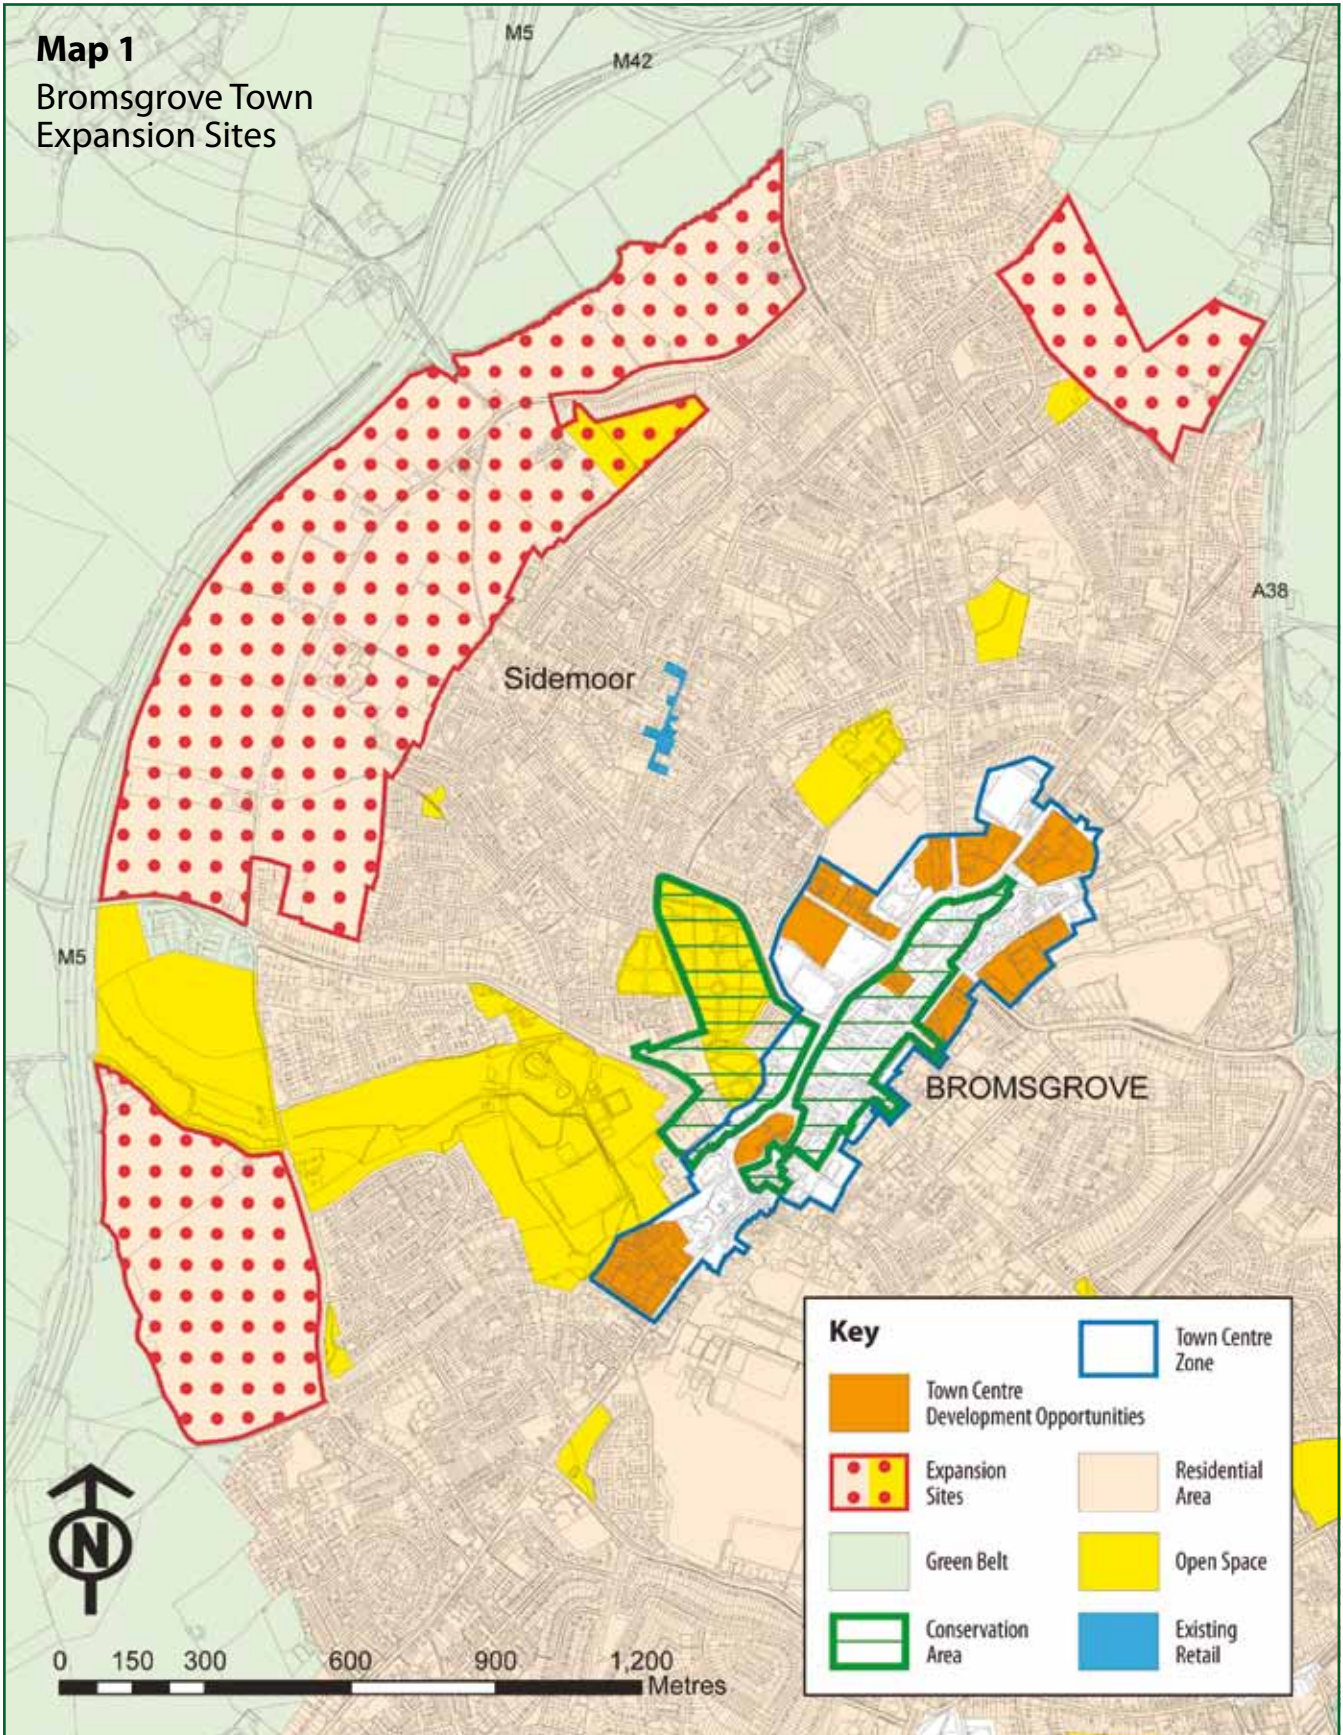 Map 1
Bromsgrove Town
Expansion Sites
M5
M42
A38
Sidemoor
M5
BROMSGROVE
Key
Town Centre
Zone
Town Centre
Development Opportunities
Expansion
Sites
Residential
Area
Green Belt
Open Space
Conservation
Area
Existing
Retail
N
0 150 300 600 900 1,200
Metres